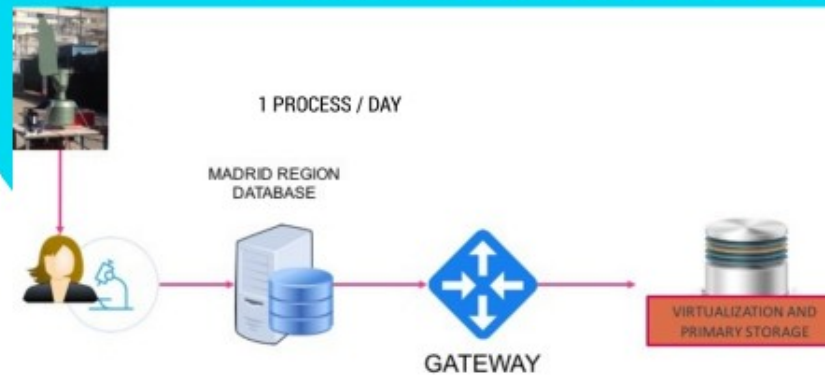 1 PROCESS / DAY
MADRID REGION
DATABASE
GATEWAY
VIRTUALIZATION AND
PRIMARY STORAGE